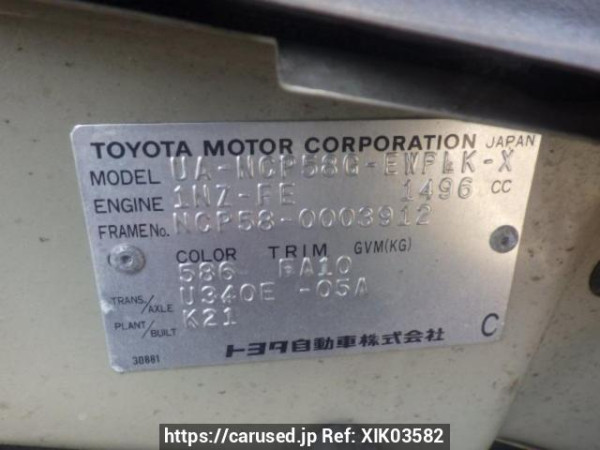 TOYOTA MOTOR CORPORATION JAPAN
MODEL UA-NCP58G-EWPLK-X
ENGINE 1NZ-FE 1496 CC
FRAME No. NCP58-0003912
COLOR TRIM GVM(KG)
586 FA10
TRANS./AXLE U340E -05A
PLANT/BUILT K21
トヨタ自動車株式会社 C
30881
https://carused.jp Ref: XIK03582